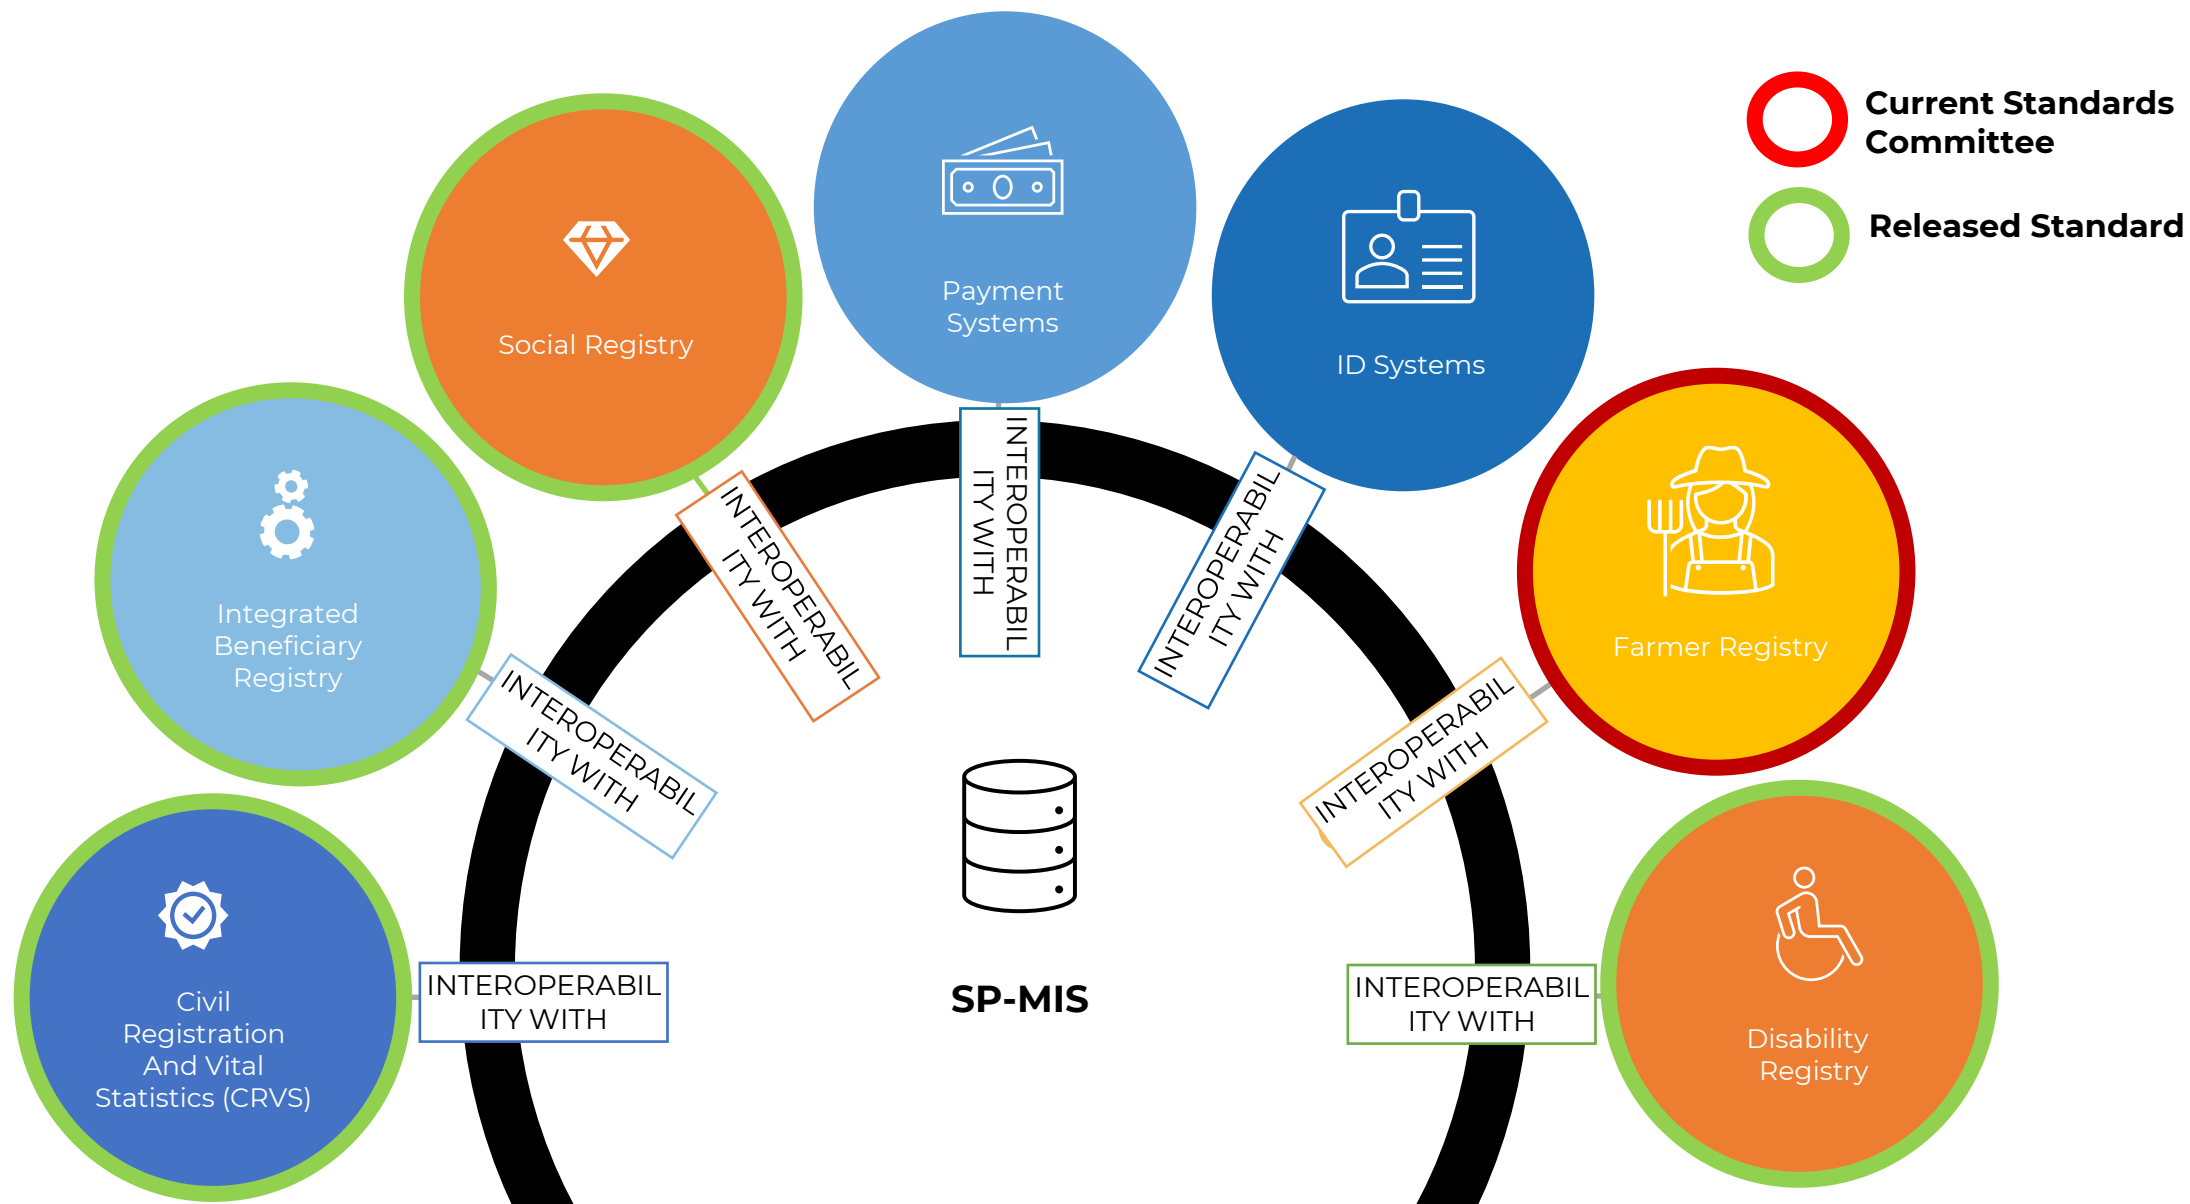 Current Standards
Committee
Released Standard
Payment
Systems
Social Registry
ID Systems
Integrated
Beneficiary
Registry
Farmer Registry
Civil
Registration
And Vital
Statistics (CRVS)
Disability
Registry
INTEROPERABIL
ITY WITH
INTEROPERABIL
ITY WITH
INTEROPERABIL
ITY WITH
INTEROPERABIL
ITY WITH
INTEROPERABIL
ITY WITH
INTEROPERABIL
ITY WITH
INTEROPERABIL
ITY WITH
SP-MIS